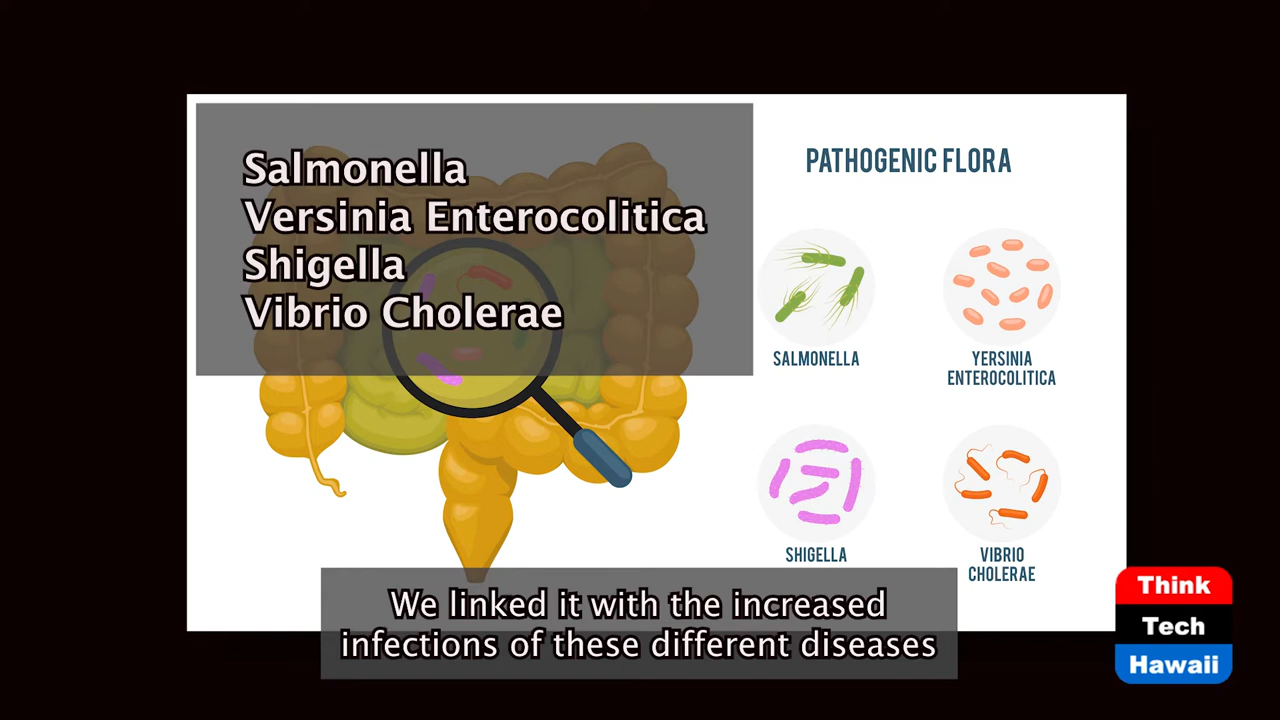 Salmonella
Versinia Enterocolitica
Shigella
Vibrio Cholerae
PATHOGENIC FLORA
SALMONELLA
YERSINIA
ENTEROCOLITICA
SHIGELLA
VIBRIO
CHOLERAE
We linked it with the increased
infections of these different diseases
Think
Tech
Hawaii